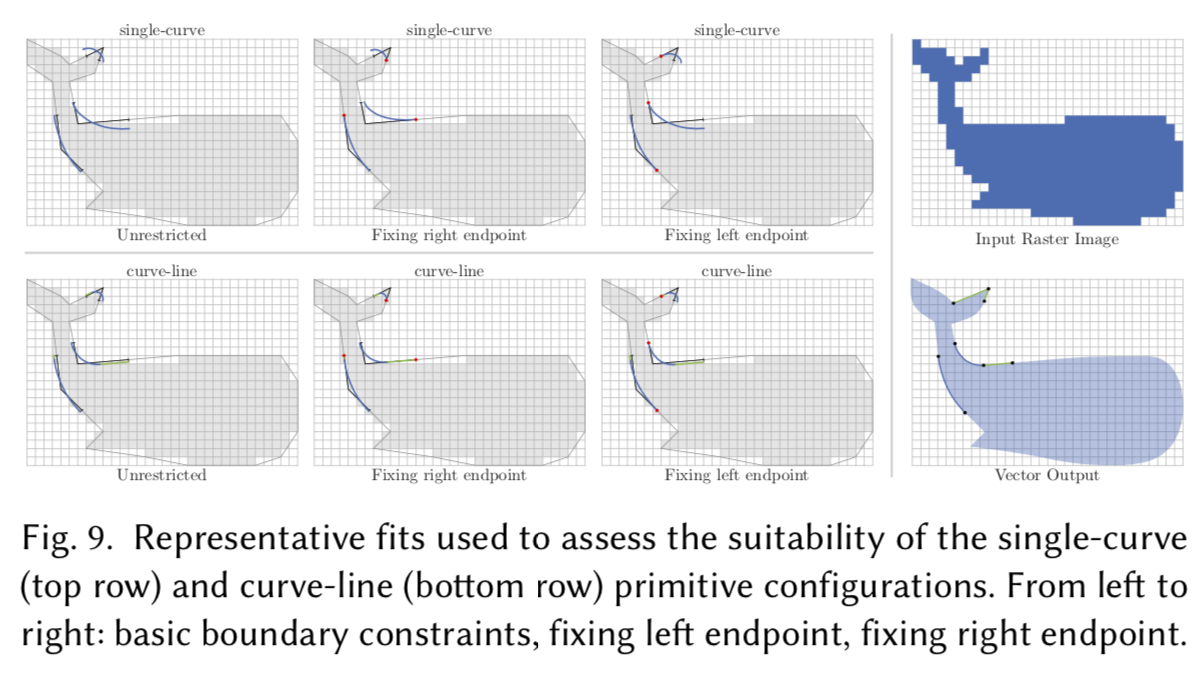 single-curve
single-curve
single-curve
Unrestricted
Fixing right endpoint
Fixing left endpoint
Input Raster Image
curve-line
curve-line
curve-line
Unrestricted
Fixing right endpoint
Fixing left endpoint
Vector Output
Fig. 9. Representative fits used to assess the suitability of the single-curve
(top row) and curve-line (bottom row) primitive configurations. From left to
right: basic boundary constraints, fixing left endpoint, fixing right endpoint.